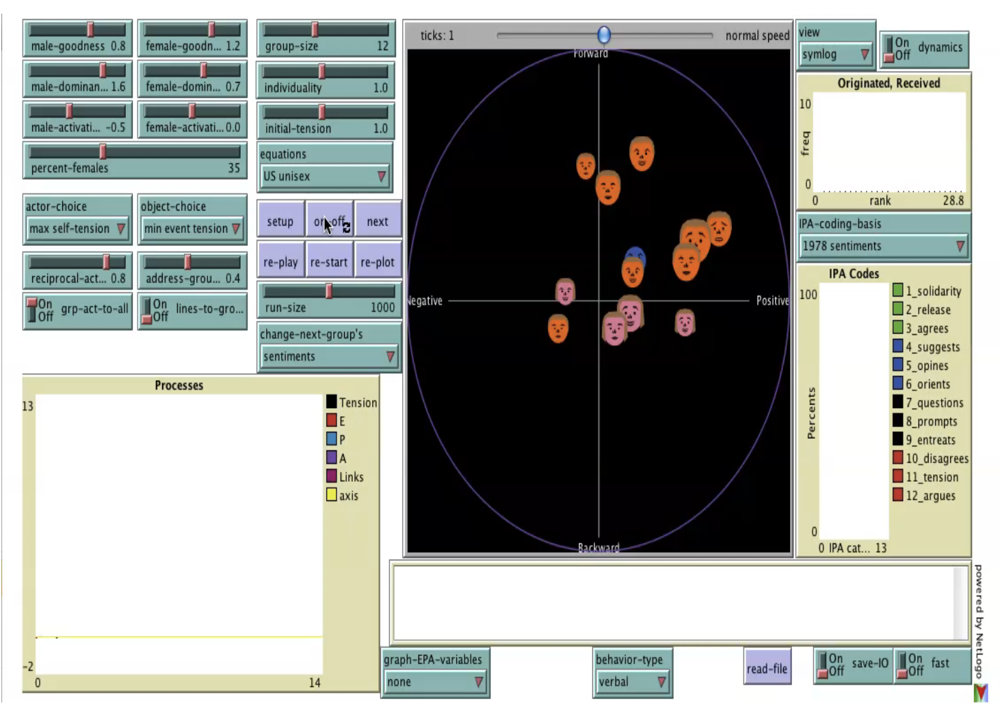 male-goodness 0.8
female-goodn... 1.2
male-dominan... 1.6
female-domin... 0.7
male-activati... -0.5
female-activati... 0.0
percent-females 35
actor-choice
max self-tension
object-choice
min event tension
reciprocal-act... 0.8
address-grou... 0.4
On
Off
grp-act-to-all
On
Off
lines-to-gro...
group-size 12
individuality 1.0
initial-tension 1.0
equations
US unisex
setup
next
re-play
re-start
re-plot
run-size 1000
change-next-group's
sentiments
Processes
13
-2
0
14
Tension
E
P
A
Links
axis
ticks: 1
normal speed
Forward
Negative
Positive
Backward
view
symlog
On
Off
dynamics
Originated, Received
10
freq
0
0
rank
28.8
IPA-coding-basis
1978 sentiments
IPA Codes
100
Percents
0
0 IPA cat... 13
1_solidarity
2_release
3_agrees
4_suggests
5_opines
6_orients
7_questions
8_prompts
9_entreats
10_disagrees
11_tension
12_argues
graph-EPA-variables
none
behavior-type
verbal
read-file
On
Off
save-IO
On
Off
fast
powered by NetLogo